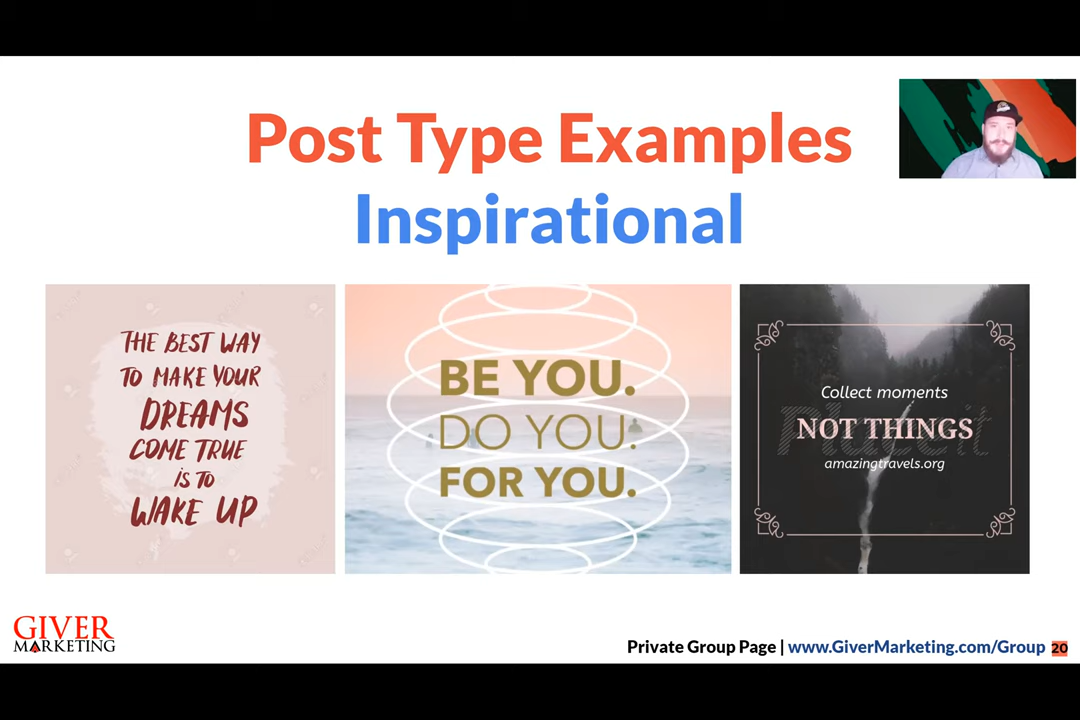 Post Type Examples
Inspirational
THE BEST WAY
TO MAKE YOUR
DREAMS
COME TRUE
IS TO
WAKE UP
BE YOU.
DO YOU.
FOR YOU.
Collect moments
Placeit
NOT THINGS
amazingtravels.org
GIVER
MARKETING
Private Group Page | www.GiverMarketing.com/Group 20